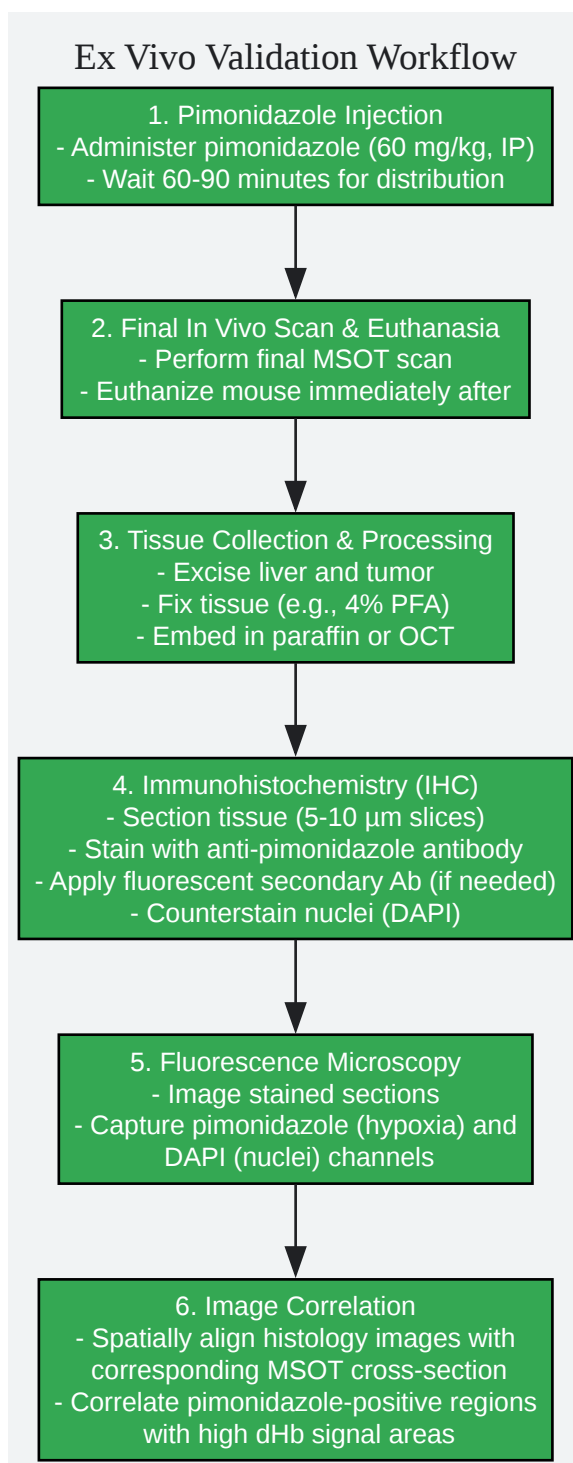 Ex Vivo Validation Workflow
1. Pimonidazole Injection
- Administer pimonidazole (60 mg/kg, IP)
- Wait 60-90 minutes for distribution
2. Final In Vivo Scan & Euthanasia
- Perform final MSOT scan
- Euthanize mouse immediately after
3. Tissue Collection & Processing
- Excise liver and tumor
- Fix tissue (e.g., 4% PFA)
- Embed in paraffin or OCT
4. Immunohistochemistry (IHC)
- Section tissue (5-10 µm slices)
- Stain with anti-pimonidazole antibody
- Apply fluorescent secondary Ab (if needed)
- Counterstain nuclei (DAPI)
5. Fluorescence Microscopy
- Image stained sections
- Capture pimonidazole (hypoxia) and
DAPI (nuclei) channels
6. Image Correlation
- Spatially align histology images with
corresponding MSOT cross-section
- Correlate pimonidazole-positive regions
with high dHb signal areas